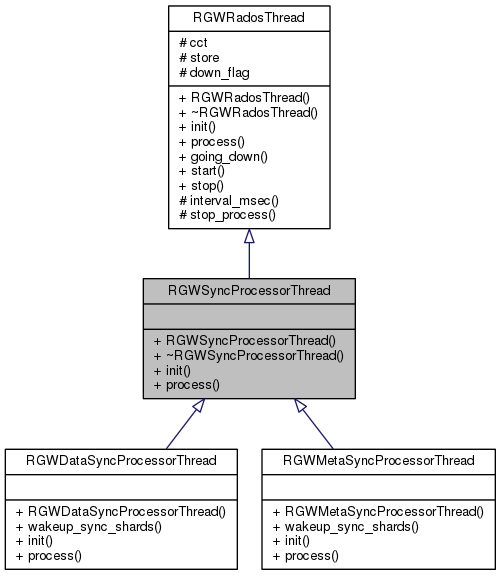 RGWRadosThread
# cct
# store
# down_flag
+ RGWRadosThread()
+ ~RGWRadosThread()
+ init()
+ process()
+ going_down()
+ start()
+ stop()
# interval_msec()
# stop_process()
RGWSyncProcessorThread
+ RGWSyncProcessorThread()
+ ~RGWSyncProcessorThread()
+ init()
+ process()
RGWDataSyncProcessorThread
+ RGWDataSyncProcessorThread()
+ wakeup_sync_shards()
+ init()
+ process()
RGWMetaSyncProcessorThread
+ RGWMetaSyncProcessorThread()
+ wakeup_sync_shards()
+ init()
+ process()